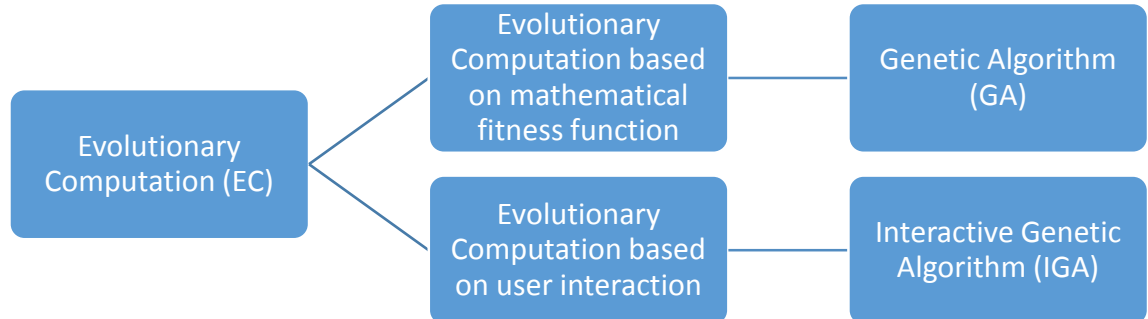 Evolutionary
Computation (EC)
Evolutionary
Computation based
on mathematical
fitness function
Genetic Algorithm
(GA)
Evolutionary
Computation based
on user interaction
Interactive Genetic
Algorithm (IGA)